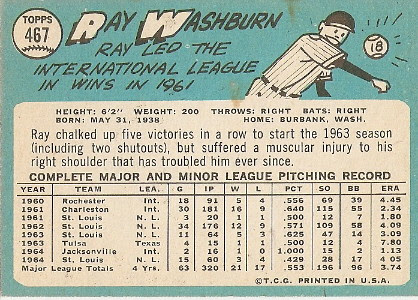 TOPPS
467
RAY WASHBURN
RAY LED THE
INTERNATIONAL LEAGUE
IN WINS IN 1961
18
HEIGHT: 6'2" WEIGHT: 200 THROWS: RIGHT BATS: RIGHT
BORN: MAY 31, 1938 HOME: BURBANK, WASH.
Ray chalked up five victories in a row to start the 1963 season
(including two shutouts), but suffered a muscular injury to his
right shoulder that has troubled him ever since.
COMPLETE MAJOR AND MINOR LEAGUE PITCHING RECORD
YEAR TEAM LEA. G IP W L PCT SO BB ERA
1960 Rochester Int. 18 91 5 4 .556 69 39 4.45
1961 Charleston Int. 30 181 16 9 .640 115 55 2.34
1961 St. Louis N. L. 3 20 1 1 .500 12 7 1.80
1962 St. Louis N. L. 34 176 12 9 .571 109 58 4.09
1963 St. Louis N. L. 11 64 5 3 .625 47 14 3.09
1963 Tulsa Texas 4 15 1 1 .500 12 4 7.80
1964 Jacksonville Int. 2 16 1 0 1.000 7 2 1.13
1964 St. Louis N. L. 15 60 3 4 .429 28 17 4.05
Major League Totals 4 Yrs. 63 320 21 17 .553 196 96 3.74
© T.C.G. PRINTED IN U.S.A.